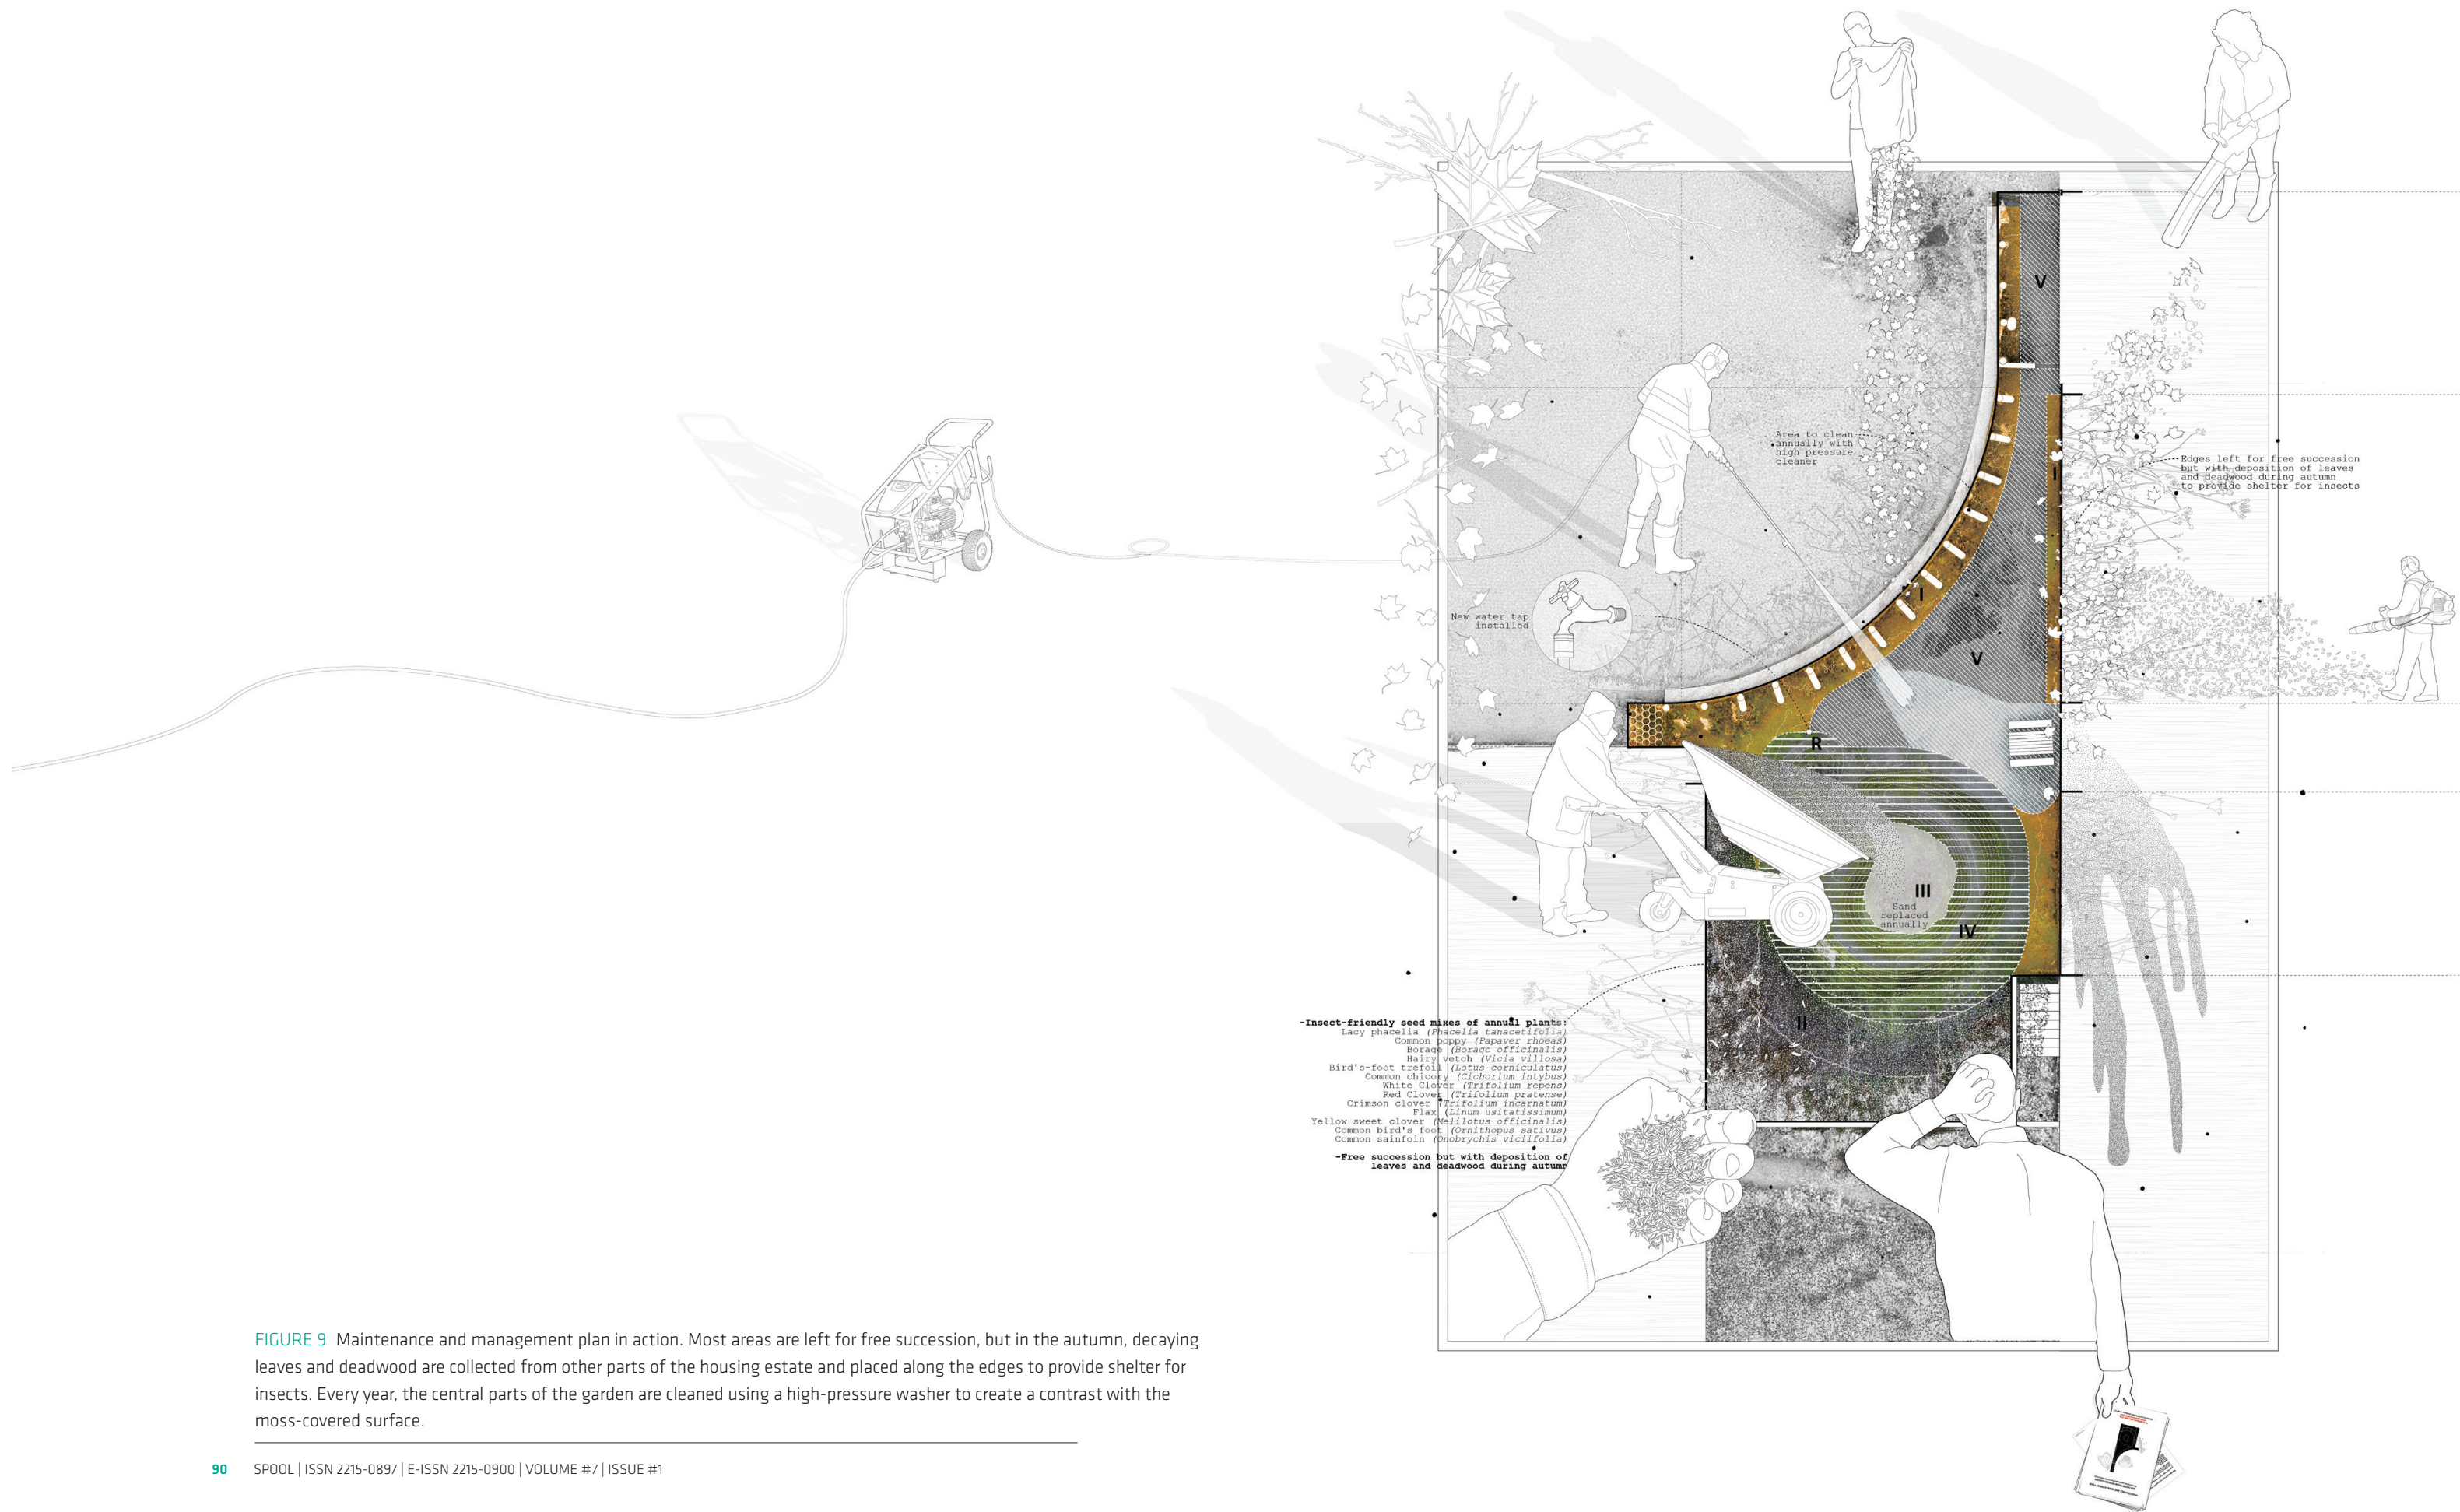 V
Area to clean
annually with
high pressure
cleaner
Edges left for free succession
but with deposition of leaves
and deadwood during autumn
to provide shelter for insects
I
I
New water tap
installed
V
R
III
Sand
replaced
annually
IV
II
-Insect-friendly seed mixes of annual plants:
Lacy phacelia (Phacelia tanacetifolia)
Common poppy (Papaver rhoeas)
Borage (Borago officinalis)
Hairy vetch (Vicia villosa)
Bird's-foot trefoil (Lotus corniculatus)
Common chicory (Cichorium intybus)
White Clover (Trifolium repens)
Red Clover (Trifolium pratense)
Crimson clover (Trifolium incarnatum)
Flax (Linum usitatissimum)
Yellow sweet clover (Melilotus officinalis)
Common bird's foot (Ornithopus sativus)
Common sainfoin (Onobrychis viciifolia)
-Free succession but with deposition of
leaves and deadwood during autumn
FIGURE 9 Maintenance and management plan in action. Most areas are left for free succession, but in the autumn, decaying
leaves and deadwood are collected from other parts of the housing estate and placed along the edges to provide shelter for
insects. Every year, the central parts of the garden are cleaned using a high-pressure washer to create a contrast with the
moss-covered surface.
90 SPOOL | ISSN 2215-0897 | E-ISSN 2215-0900 | VOLUME #7 | ISSUE #1